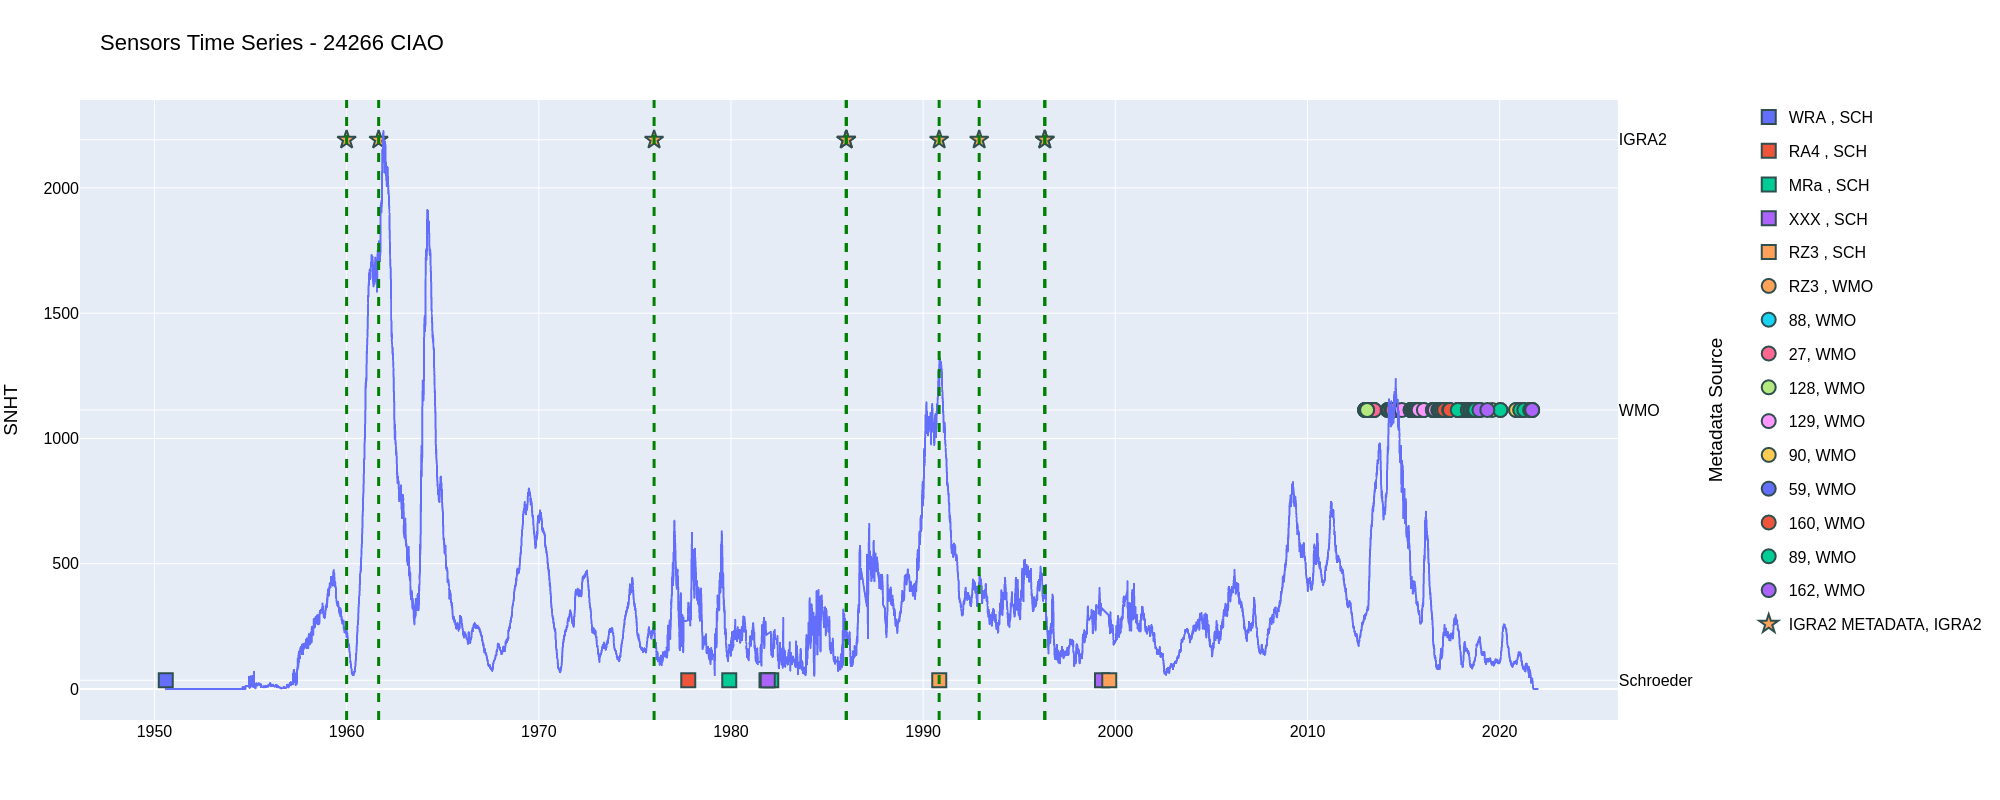 Sensors Time Series - 24266 CIAO
SNHT
2000
1500
1000
500
0
1950
1960
1970
1980
1990
2000
2010
2020
IGRA2
WMO
Schroeder
Metadata Source
WRA , SCH
RA4 , SCH
MRa , SCH
XXX , SCH
RZ3 , SCH
RZ3 , WMO
88, WMO
27, WMO
128, WMO
129, WMO
90, WMO
59, WMO
160, WMO
89, WMO
162, WMO
IGRA2 METADATA, IGRA2